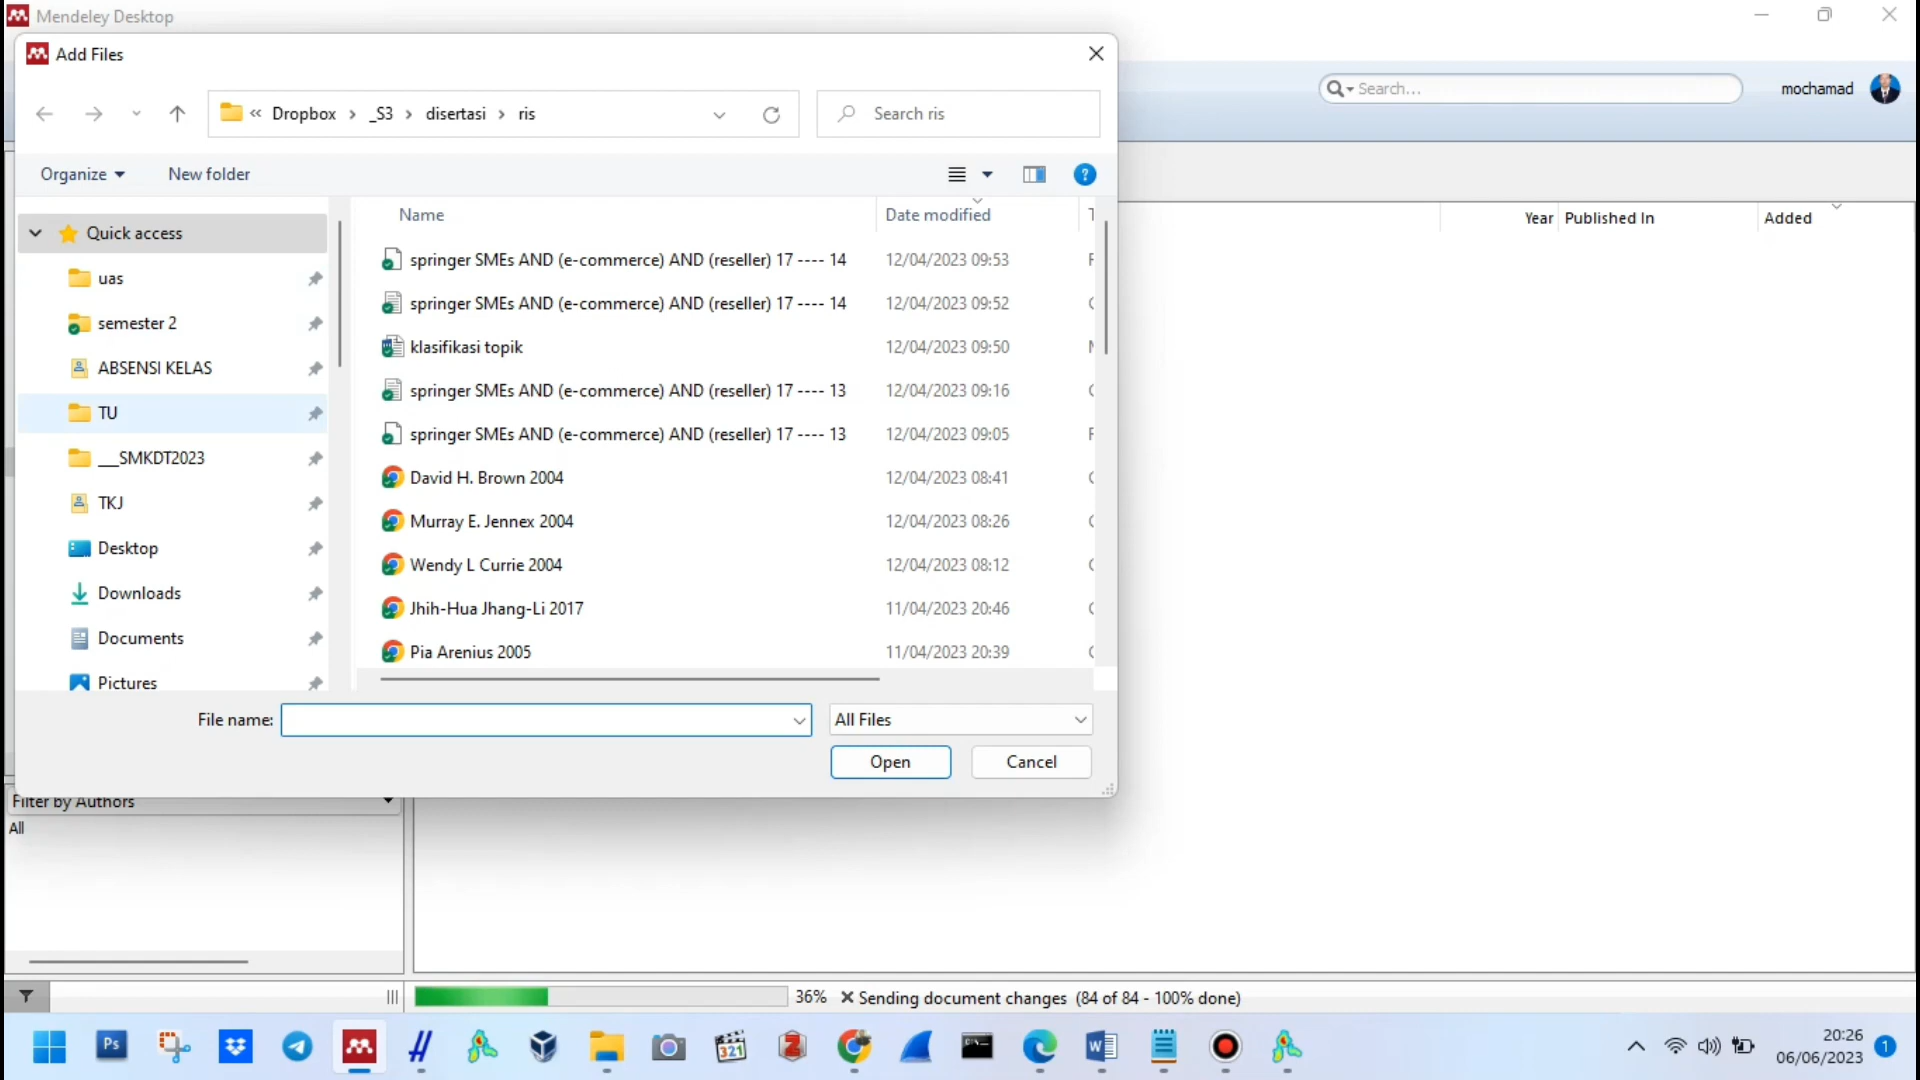 Mendeley Desktop
Add Files
« Dropbox > _S3 > disertasi > ris
Search ris
Search...
mochamad
Organize
New folder
Name
Date modified
Year
Published In
Added
Quick access
uas
semester 2
ABSENSI KELAS
TU
__SMKDT2023
TKJ
Desktop
Downloads
Documents
Pictures
springer SMEs AND (e-commerce) AND (reseller) 17 ---- 14 12/04/2023 09:53
springer SMEs AND (e-commerce) AND (reseller) 17 ---- 14 12/04/2023 09:52
klasifikasi topik 12/04/2023 09:50
springer SMEs AND (e-commerce) AND (reseller) 17 ---- 13 12/04/2023 09:16
springer SMEs AND (e-commerce) AND (reseller) 17 ---- 13 12/04/2023 09:05
David H. Brown 2004 12/04/2023 08:41
Murray E. Jennex 2004 12/04/2023 08:26
Wendy L Currie 2004 12/04/2023 08:12
Jhih-Hua Jhang-Li 2017 11/04/2023 20:46
Pia Arenius 2005 11/04/2023 20:39
File name:
All Files
Open
Cancel
Filter by Authors
All
36% × Sending document changes (84 of 84 - 100% done)
Ps
321
Z
W
20:26
06/06/2023
1